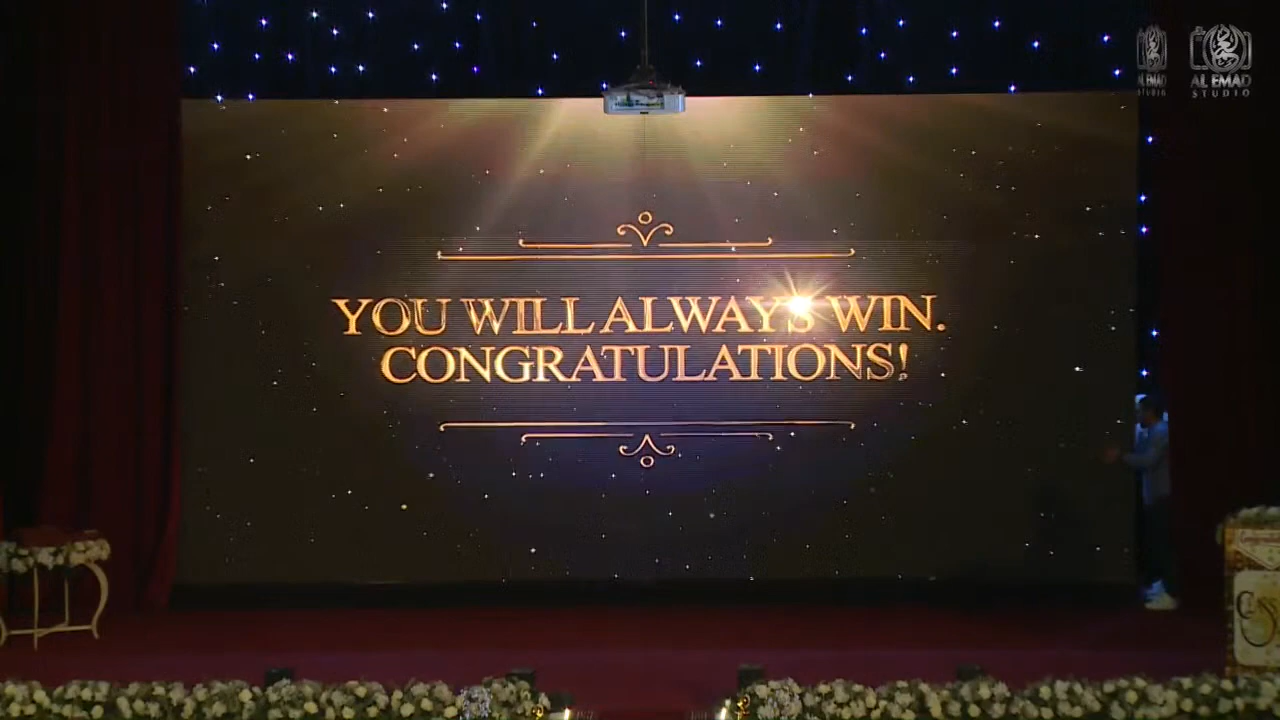 AL EMAD
STUDIO
AL EMAD
STUDIO
YOU WILL ALWAYS WIN.
CONGRATULATIONS!